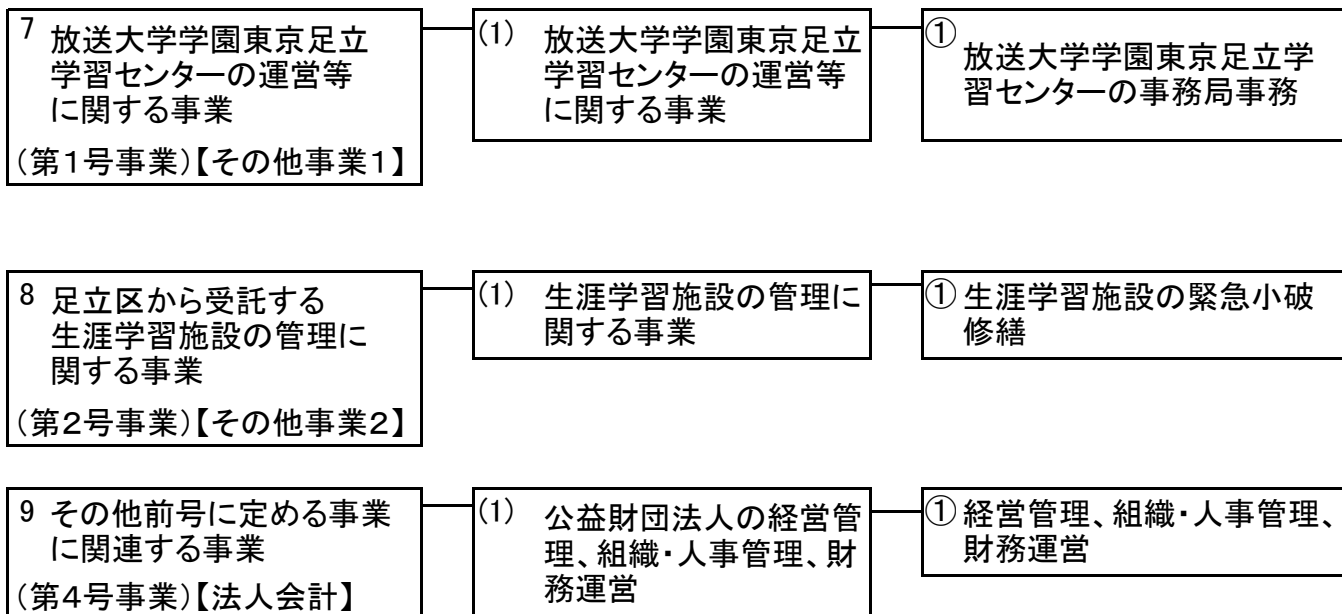 7 放送大学学園東京足立
学習センターの運営等
に関する事業
(第1号事業)【その他事業1】
(1) 放送大学学園東京足立
学習センターの運営等
に関する事業
①
放送大学学園東京足立学
習センターの事務局事務
8 足立区から受託する
生涯学習施設の管理に
関する事業
(第2号事業)【その他事業2】
(1) 生涯学習施設の管理に
関する事業
① 生涯学習施設の緊急小破
修繕
9 その他前号に定める事業
に関連する事業
(第4号事業)【法人会計】
(1) 公益財団法人の経営管
理、組織・人事管理、財
務運営
① 経営管理、組織・人事管理、
財務運営